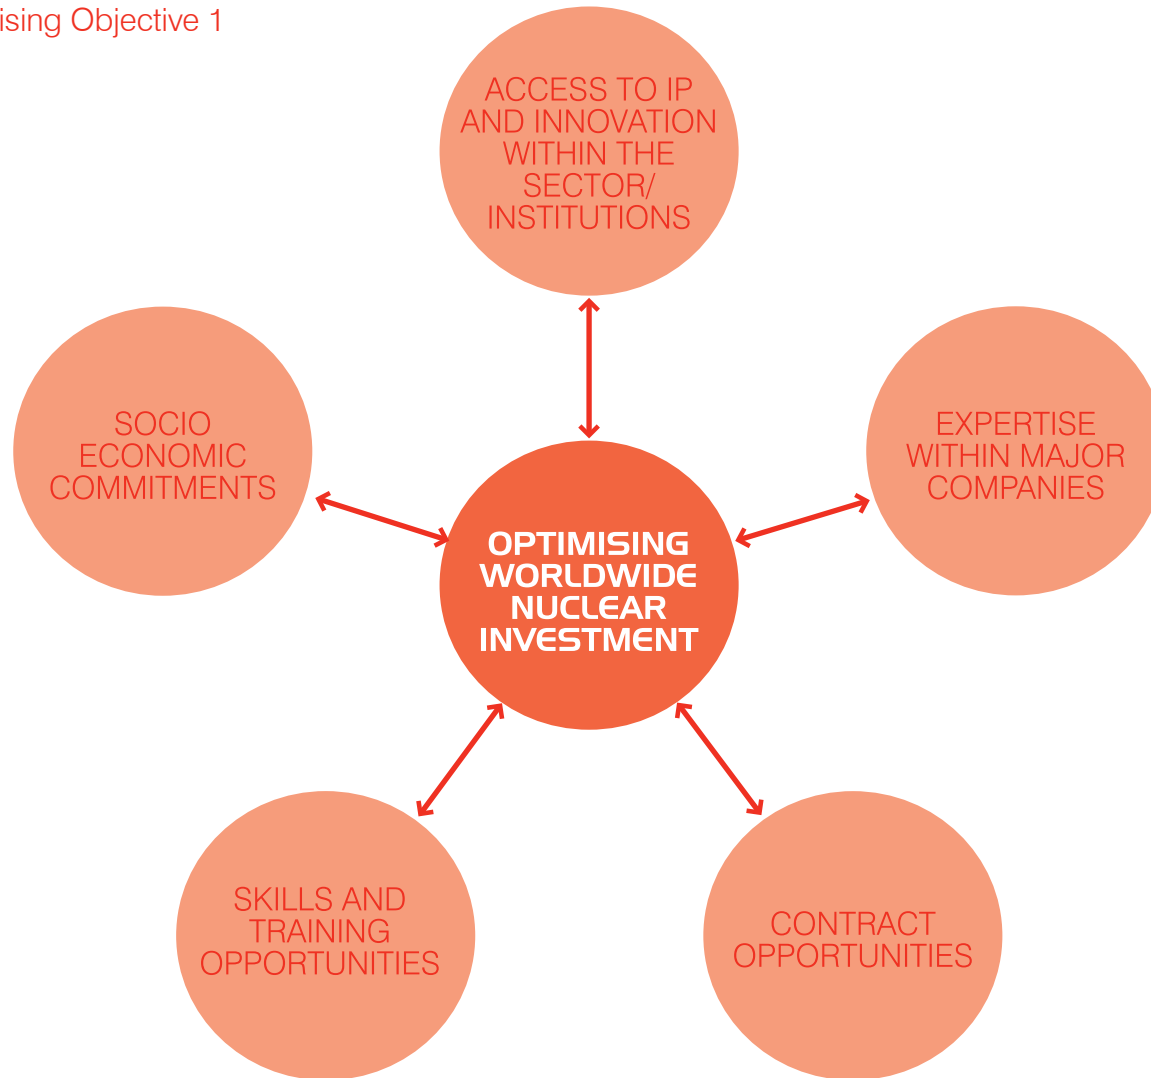 ising Objective 1
ACCESS TO IP
AND INNOVATION
WITHIN THE
SECTOR/
INSTITUTIONS
SOCIO
ECONOMIC
COMMITMENTS
EXPERTISE
WITHIN MAJOR
COMPANIES
OPTIMISING
WORLDWIDE
NUCLEAR
INVESTMENT
SKILLS AND
TRAINING
OPPORTUNITIES
CONTRACT
OPPORTUNITIES